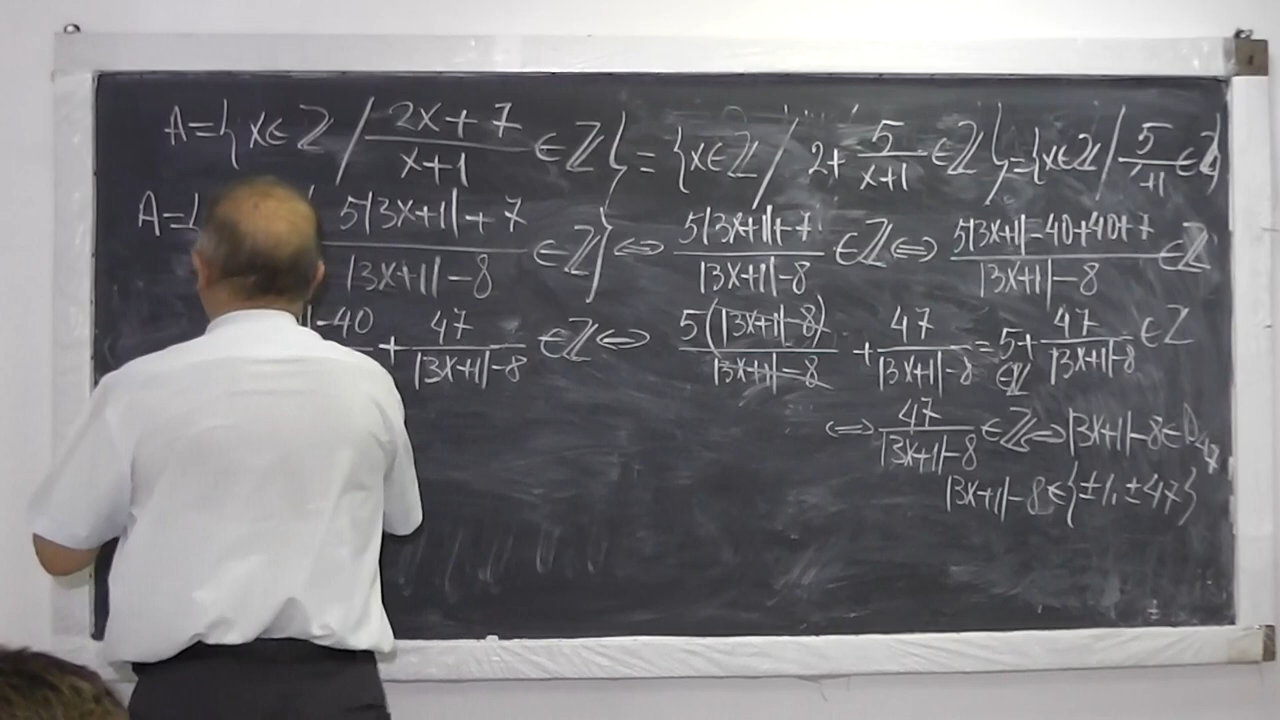 A={x∈ℤ / (2x+7)/(x+1) ∈ℤ} = {x∈ℤ / 2+ 5/(x+1) ∈ℤ}={x∈ℤ / 5/(+1) ∈ℤ}
A={ (5|3x+1|+7)/(|3x+1|-8) ∈ℤ} ⇔ (5|3x+1|+7)/(|3x+1|-8) ∈ℤ ⇔ (5|3x+1|-40+40+7)/(|3x+1|-8) ∈ℤ
|-40 + 47/(|3x+1|-8) ∈ℤ ⇔ 5(|3x+1|-8)/(|3x+1|-8) + 47/(|3x+1|-8) = 5+ 47/(|3x+1|-8) ∈ℤ
∈ℤ
⇔ 47/(|3x+1|-8) ∈ℤ ⇔ |3x+1|-8∈D₄₇
|3x+1|-8∈{±1,±47}